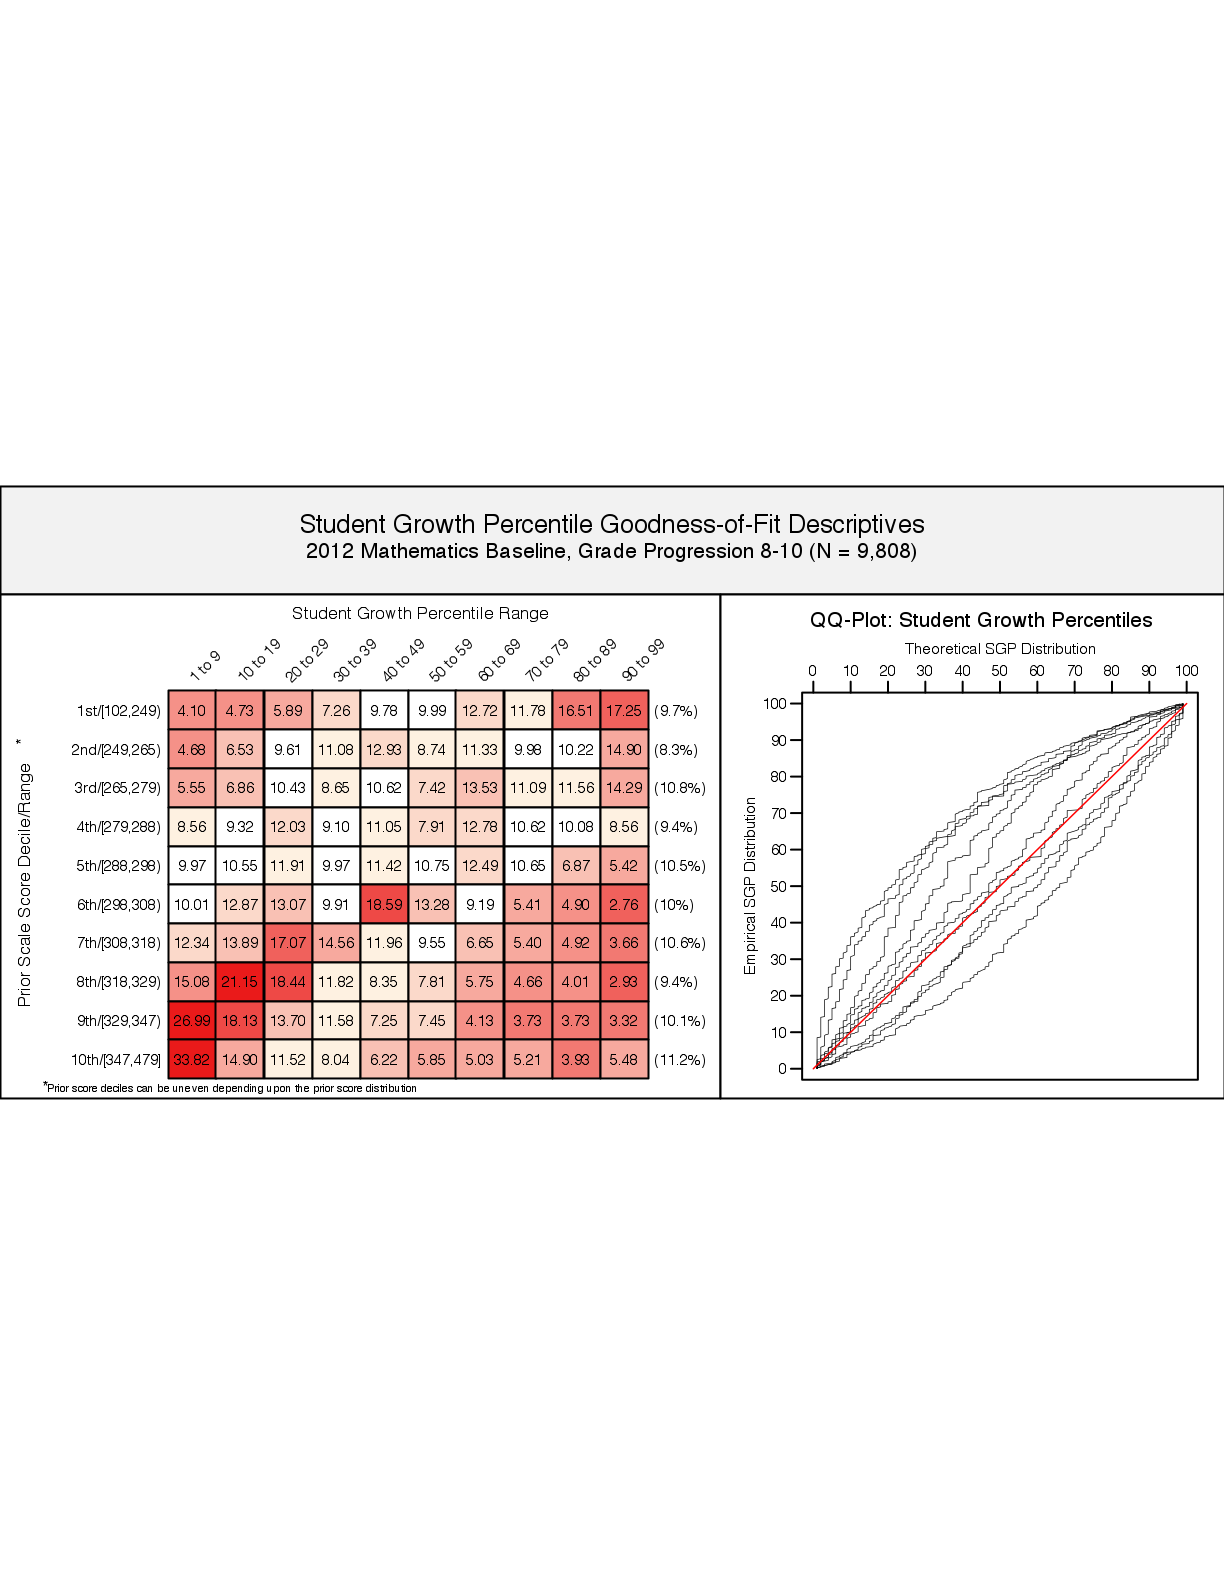 Student Growth Percentile Goodness-of-Fit Descriptives
2012 Mathematics Baseline, Grade Progression 8-10 (N = 9,808)
Student Growth Percentile Range
1 to 9 10 to 19 20 to 29 30 to 39 40 to 49 50 to 59 60 to 69 70 to 79 80 to 89 90 to 99
Prior Scale Score Decile/Range *
1st/[102,249) 4.10 4.73 5.89 7.26 9.78 9.99 12.72 11.78 16.51 17.25 (9.7%)
2nd/[249,265) 4.68 6.53 9.61 11.08 12.93 8.74 11.33 9.98 10.22 14.90 (8.3%)
3rd/[265,279) 5.55 6.86 10.43 8.65 10.62 7.42 13.53 11.09 11.56 14.29 (10.8%)
4th/[279,288) 8.56 9.32 12.03 9.10 11.05 7.91 12.78 10.62 10.08 8.56 (9.4%)
5th/[288,298) 9.97 10.55 11.91 9.97 11.42 10.75 12.49 10.65 6.87 5.42 (10.5%)
6th/[298,308) 10.01 12.87 13.07 9.91 18.59 13.28 9.19 5.41 4.90 2.76 (10%)
7th/[308,318) 12.34 13.89 17.07 14.56 11.96 9.55 6.65 5.40 4.92 3.66 (10.6%)
8th/[318,329) 15.08 21.15 18.44 11.82 8.35 7.81 5.75 4.66 4.01 2.93 (9.4%)
9th/[329,347) 26.99 18.13 13.70 11.58 7.25 7.45 4.13 3.73 3.73 3.32 (10.1%)
10th/[347,479] 33.82 14.90 11.52 8.04 6.22 5.85 5.03 5.21 3.93 5.48 (11.2%)
*Prior score deciles can be uneven depending upon the prior score distribution
QQ-Plot: Student Growth Percentiles
Theoretical SGP Distribution
0 10 20 30 40 50 60 70 80 90 100
Empirical SGP Distribution
100
90
80
70
60
50
40
30
20
10
0